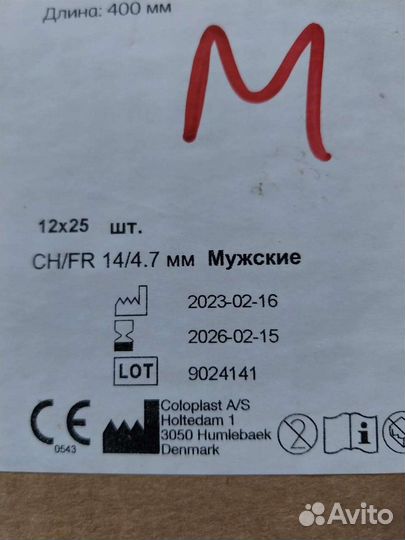 Длина: 400 мм
M
12x25 шт.
CH/FR 14/4.7 мм Мужские
2023-02-16
2026-02-15
LOT 9024141
CE 0543
Coloplast A/S
Holtedam 1
3050 Humlebaek
Denmark
2
i
Avito